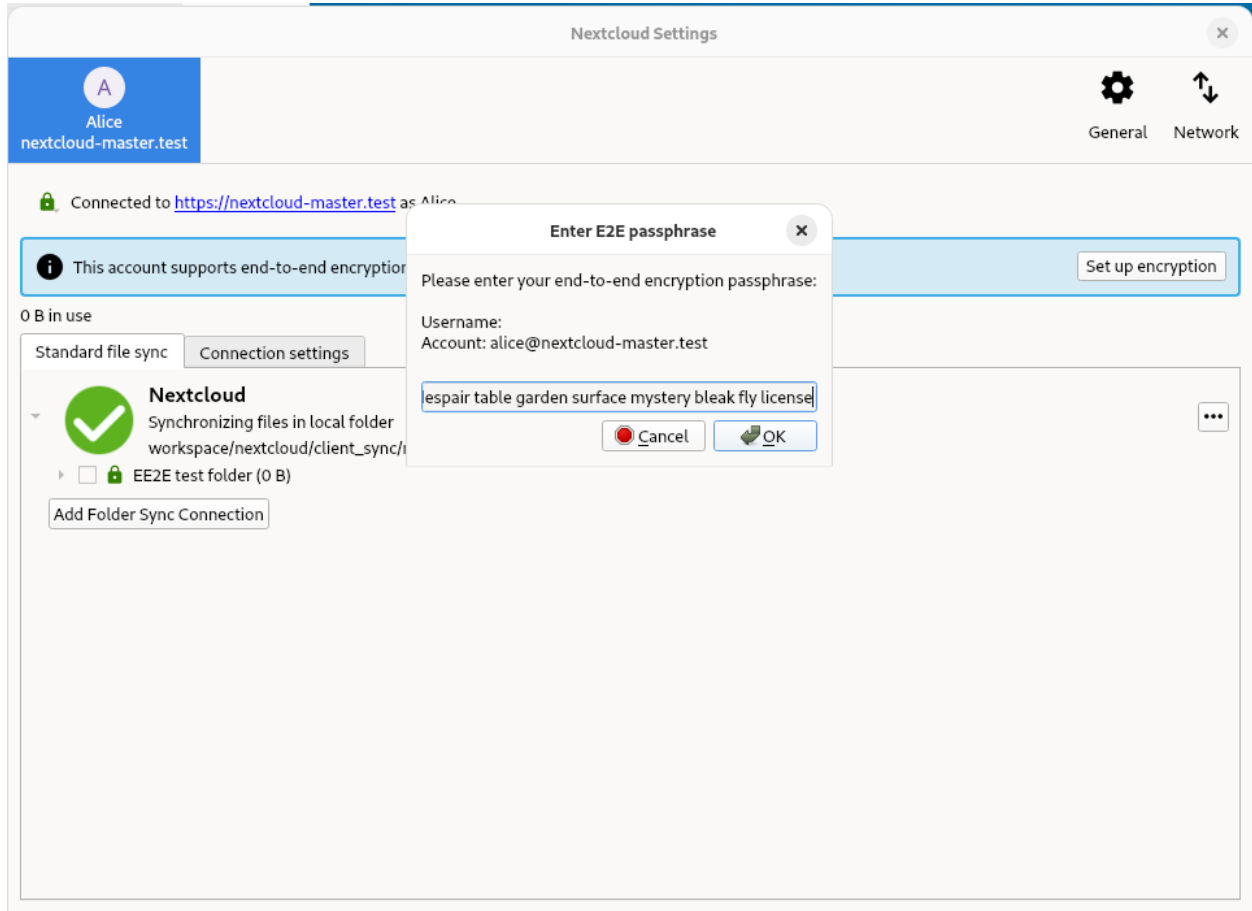 Nextcloud Settings
A
Alice
nextcloud-master.test
General
Network
Connected to https://nextcloud-master.test as Alice
Enter E2E passphrase
This account supports end-to-end encryption
Set up encryption
Please enter your end-to-end encryption passphrase:
Username:
Account: alice@nextcloud-master.test
0 B in use
Standard file sync
Connection settings
table garden surface mystery bleak fly license
Cancel
OK
Nextcloud
Synchronizing files in local folder
workspace/nextcloud/client_sync/
EE2E test folder (0 B)
Add Folder Sync Connection